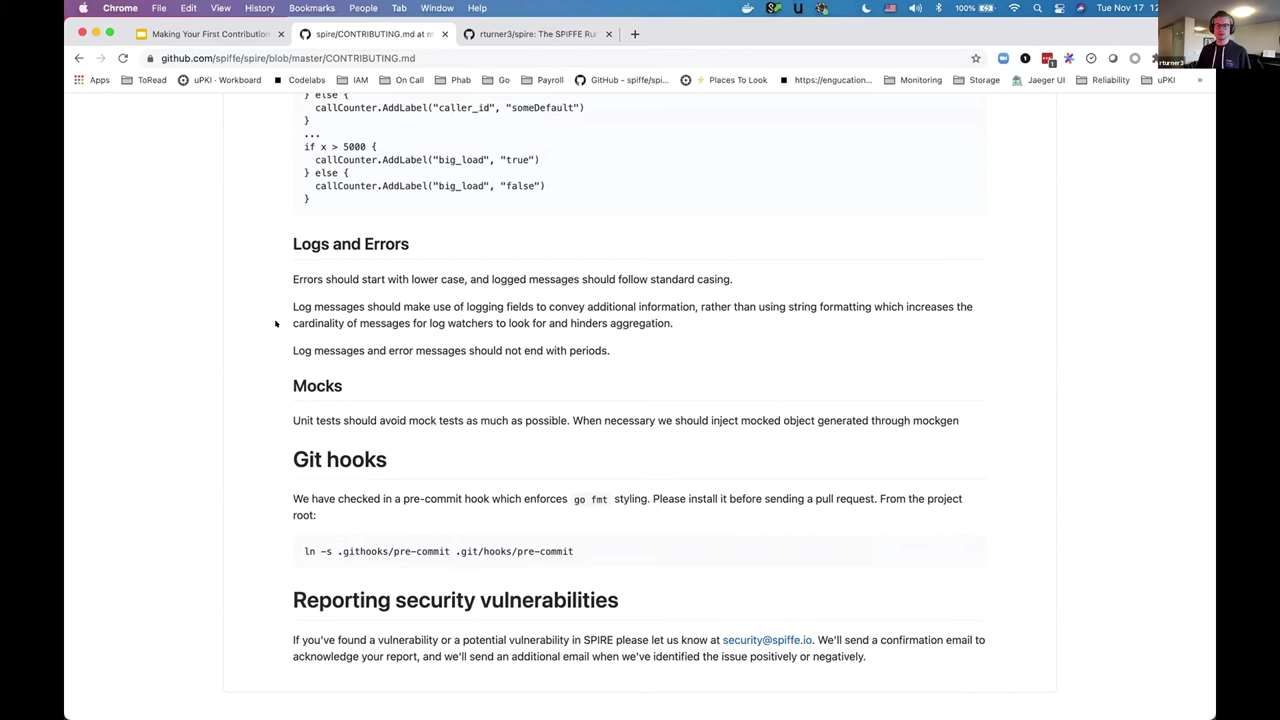 Chrome File Edit View History Bookmarks People Tab Window Help Tue Nov 17 12
Making Your First Contribution spire/CONTRIBUTING.md at m rturner3/spire: The SPIFFE Ru
github.com/spiffe/spire/blob/master/CONTRIBUTING.md
rturner3
Apps ToRead uPKI · Workboard Codelabs IAM On Call Phab Go Payroll GitHub - spiffe/spi... Places To Look https://engucation... Monitoring Storage Jaeger UI Reliability uPKI »
} else {
callCounter.AddLabel("caller_id", "someDefault")
}
...
if x > 5000 {
callCounter.AddLabel("big_load", "true")
} else {
callCounter.AddLabel("big_load", "false")
}
Logs and Errors
Errors should start with lower case, and logged messages should follow standard casing.
Log messages should make use of logging fields to convey additional information, rather than using string formatting which increases the
cardinality of messages for log watchers to look for and hinders aggregation.
Log messages and error messages should not end with periods.
Mocks
Unit tests should avoid mock tests as much as possible. When necessary we should inject mocked object generated through mockgen
Git hooks
We have checked in a pre-commit hook which enforces go fmt styling. Please install it before sending a pull request. From the project
root:
ln -s .githooks/pre-commit .git/hooks/pre-commit
Reporting security vulnerabilities
If you've found a vulnerability or a potential vulnerability in SPIRE please let us know at security@spiffe.io. We'll send a confirmation email to
acknowledge your report, and we'll send an additional email when we've identified the issue positively or negatively.